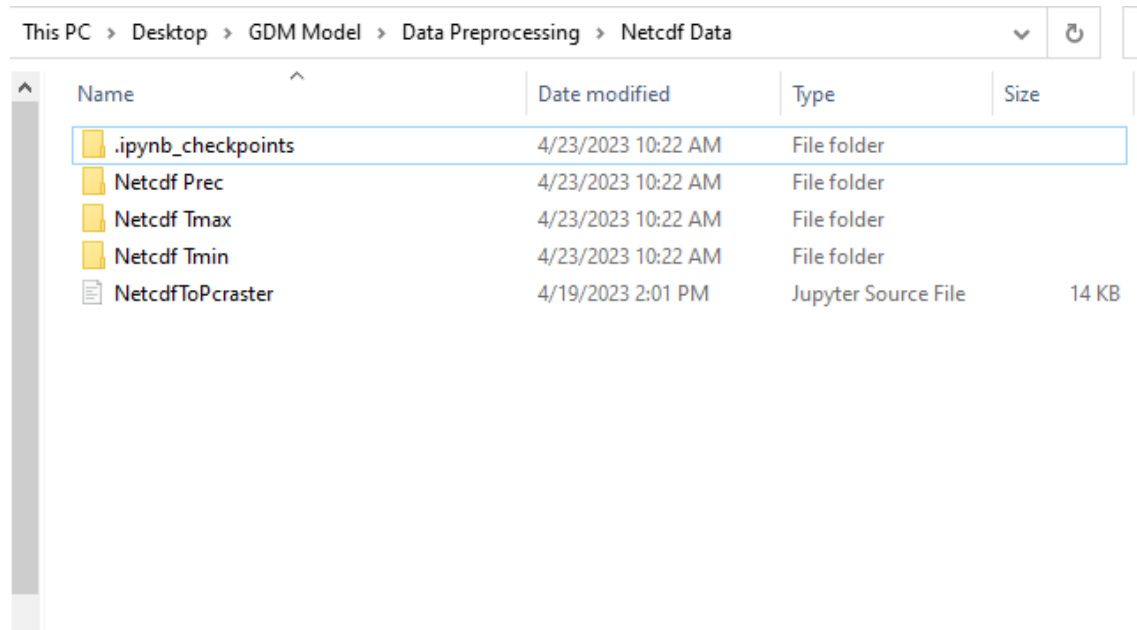 This PC > Desktop > GDM Model > Data Preprocessing > Netcdf Data
Name Date modified Type Size
.ipynb_checkpoints 4/23/2023 10:22 AM File folder
Netcdf Prec 4/23/2023 10:22 AM File folder
Netcdf Tmax 4/23/2023 10:22 AM File folder
Netcdf Tmin 4/23/2023 10:22 AM File folder
NetcdfToPcraster 4/19/2023 2:01 PM Jupyter Source File 14 KB